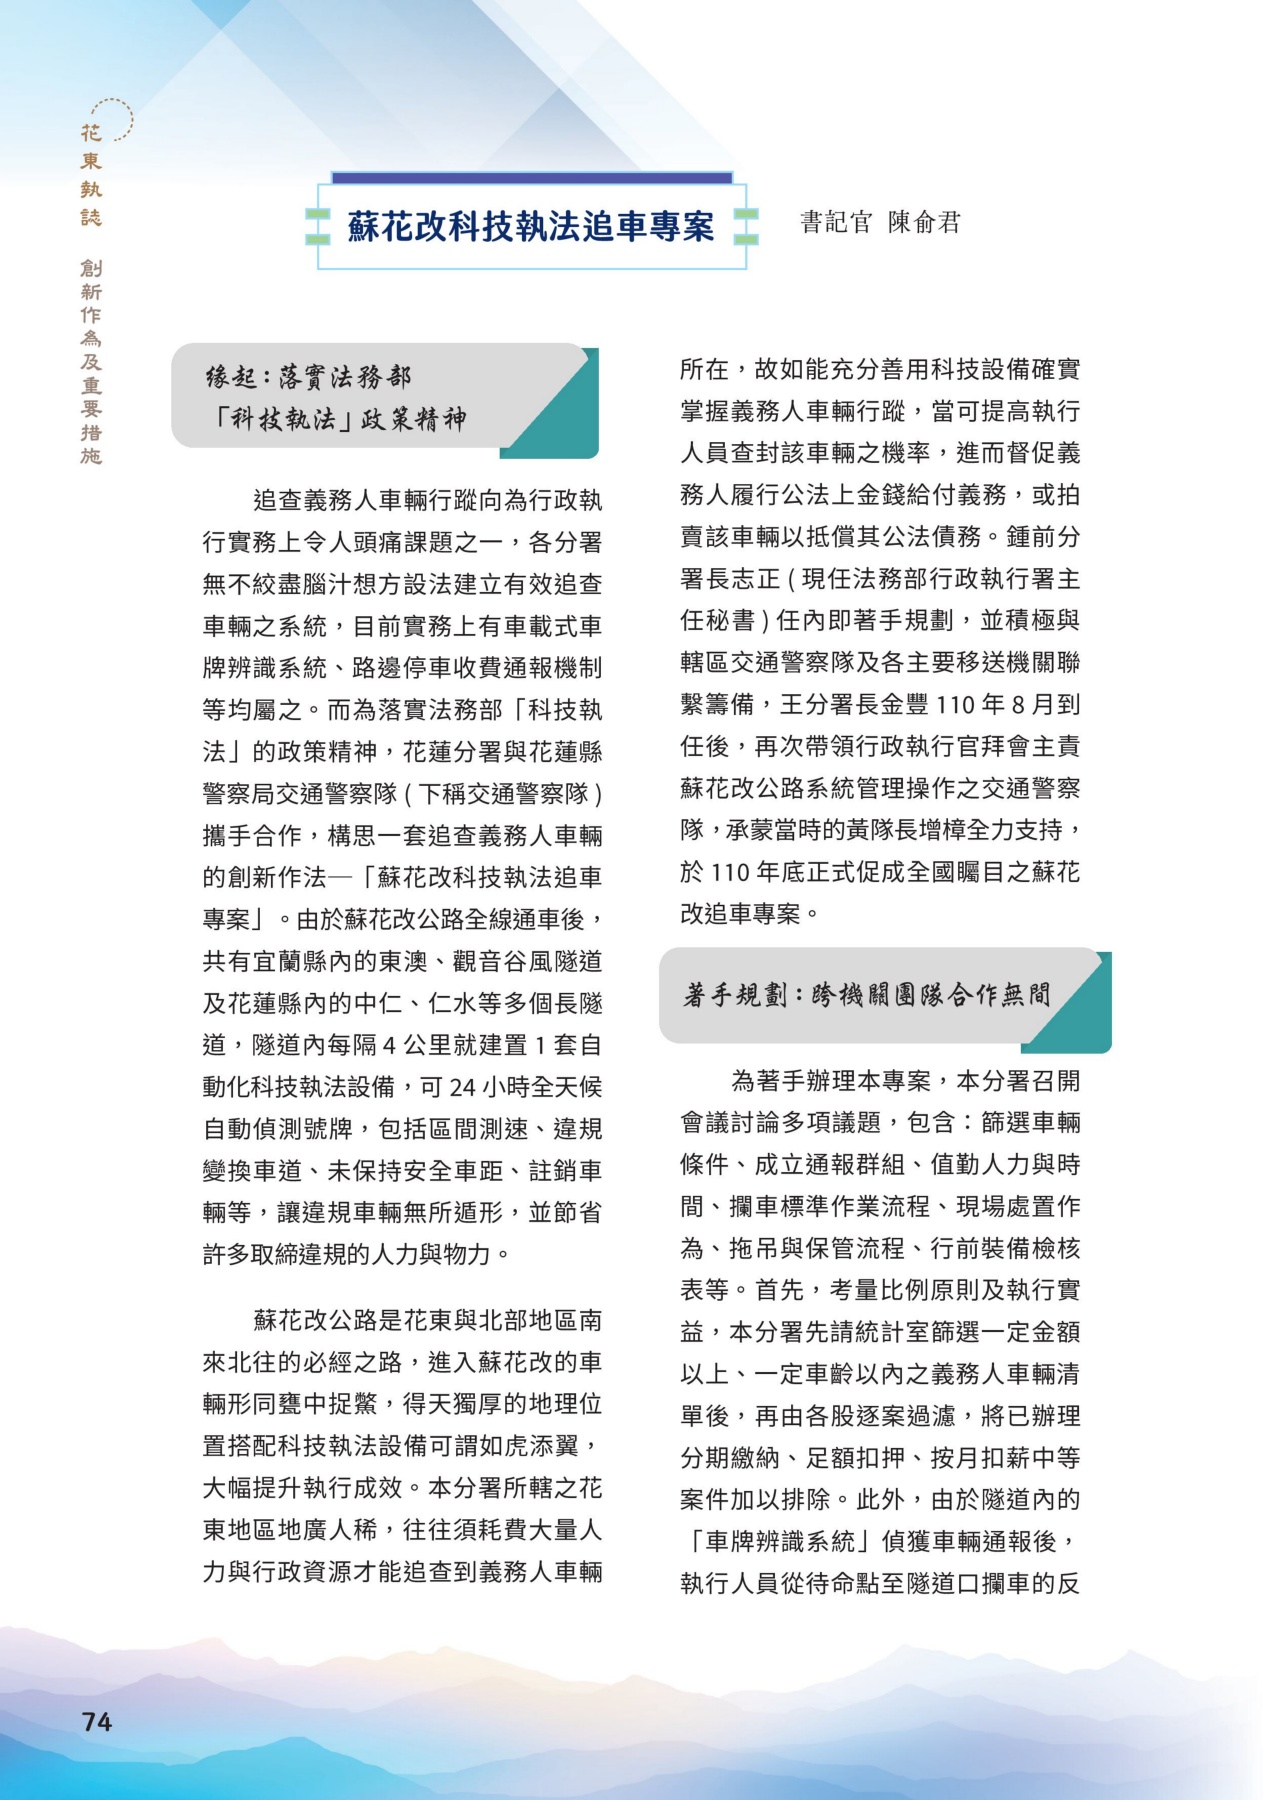 花東執誌 創新作為及重要措施
蘇花改科技執法追車專案
書記官 陳俞君
緣起：落實法務部
「科技執法」政策精神
追查義務人車輛行蹤向為行政執
行實務上令人頭痛課題之一，各分署
無不絞盡腦汁想方設法建立有效追查
車輛之系統，目前實務上有車載式車
牌辨識系統、路邊停車收費通報機制
等均屬之。而為落實法務部「科技執
法」的政策精神，花蓮分署與花蓮縣
警察局交通警察隊 ( 下稱交通警察隊 )
攜手合作，構思一套追查義務人車輛
的創新作法─「蘇花改科技執法追車
專案」。由於蘇花改公路全線通車後，
共有宜蘭縣內的東澳、觀音谷風隧道
及花蓮縣內的中仁、仁水等多個長隧
道，隧道內每隔 4 公里就建置 1 套自
動化科技執法設備，可 24 小時全天候
自動偵測號牌，包括區間測速、違規
變換車道、未保持安全車距、註銷車
輛等，讓違規車輛無所遁形，並節省
許多取締違規的人力與物力。
蘇花改公路是花東與北部地區南
來北往的必經之路，進入蘇花改的車
輛形同甕中捉鱉，得天獨厚的地理位
置搭配科技執法設備可謂如虎添翼，
大幅提升執行成效。本分署所轄之花
東地區地廣人稀，往往須耗費大量人
力與行政資源才能追查到義務人車輛
所在，故如能充分善用科技設備確實
掌握義務人車輛行蹤，當可提高執行
人員查封該車輛之機率，進而督促義
務人履行公法上金錢給付義務，或拍
賣該車輛以抵償其公法債務。鍾前分
署長志正 ( 現任法務部行政執行署主
任秘書 ) 任內即著手規劃，並積極與
轄區交通警察隊及各主要移送機關聯
繫籌備，王分署長金豐 110 年 8 月到
任後，再次帶領行政執行官拜會主責
蘇花改公路系統管理操作之交通警察
隊，承蒙當時的黃隊長增樟全力支持，
於 110 年底正式促成全國矚目之蘇花
改追車專案。
著手規劃：跨機關團隊合作無間
為著手辦理本專案，本分署召開
會議討論多項議題，包含：篩選車輛
條件、成立通報群組、值勤人力與時
間、攔車標準作業流程、現場處置作
為、拖吊與保管流程、行前裝備檢核
表等。首先，考量比例原則及執行實
益，本分署先請統計室篩選一定金額
以上、一定車齡以內之義務人車輛清
單後，再由各股逐案過濾，將已辦理
分期繳納、足額扣押、按月扣薪中等
案件加以排除。此外，由於隧道內的
「車牌辨識系統」偵獲車輛通報後，
執行人員從待命點至隧道口攔車的反
74